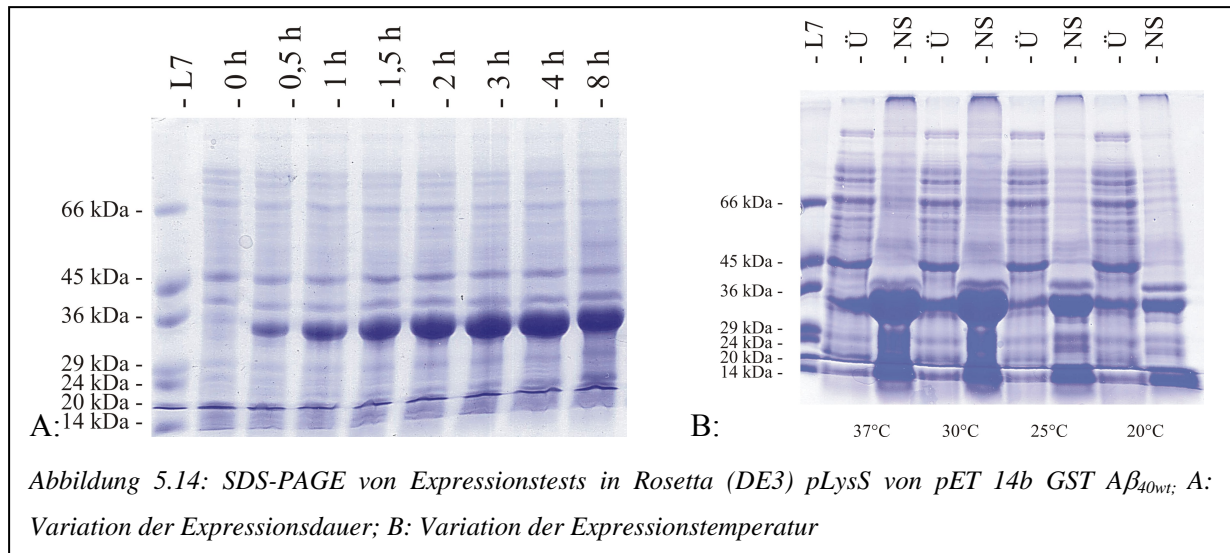 - L7
- 0 h
- 0,5 h
- 1 h
- 1,5 h
- 2 h
- 3 h
- 4 h
- 8 h
66 kDa -
45 kDa -
36 kDa -
29 kDa -
24 kDa -
20 kDa -
14 kDa -
A:
- L7
- Ü
- NS
- Ü
- NS
- Ü
- NS
- Ü
- NS
66 kDa -
45 kDa -
36 kDa -
29 kDa -
24 kDa -
20 kDa -
14 kDa -
B:
37°C 30°C 25°C 20°C
Abbildung 5.14: SDS-PAGE von Expressionstests in Rosetta (DE3) pLysS von pET 14b GST Aβ40wt; A:
Variation der Expressionsdauer; B: Variation der Expressionstemperatur